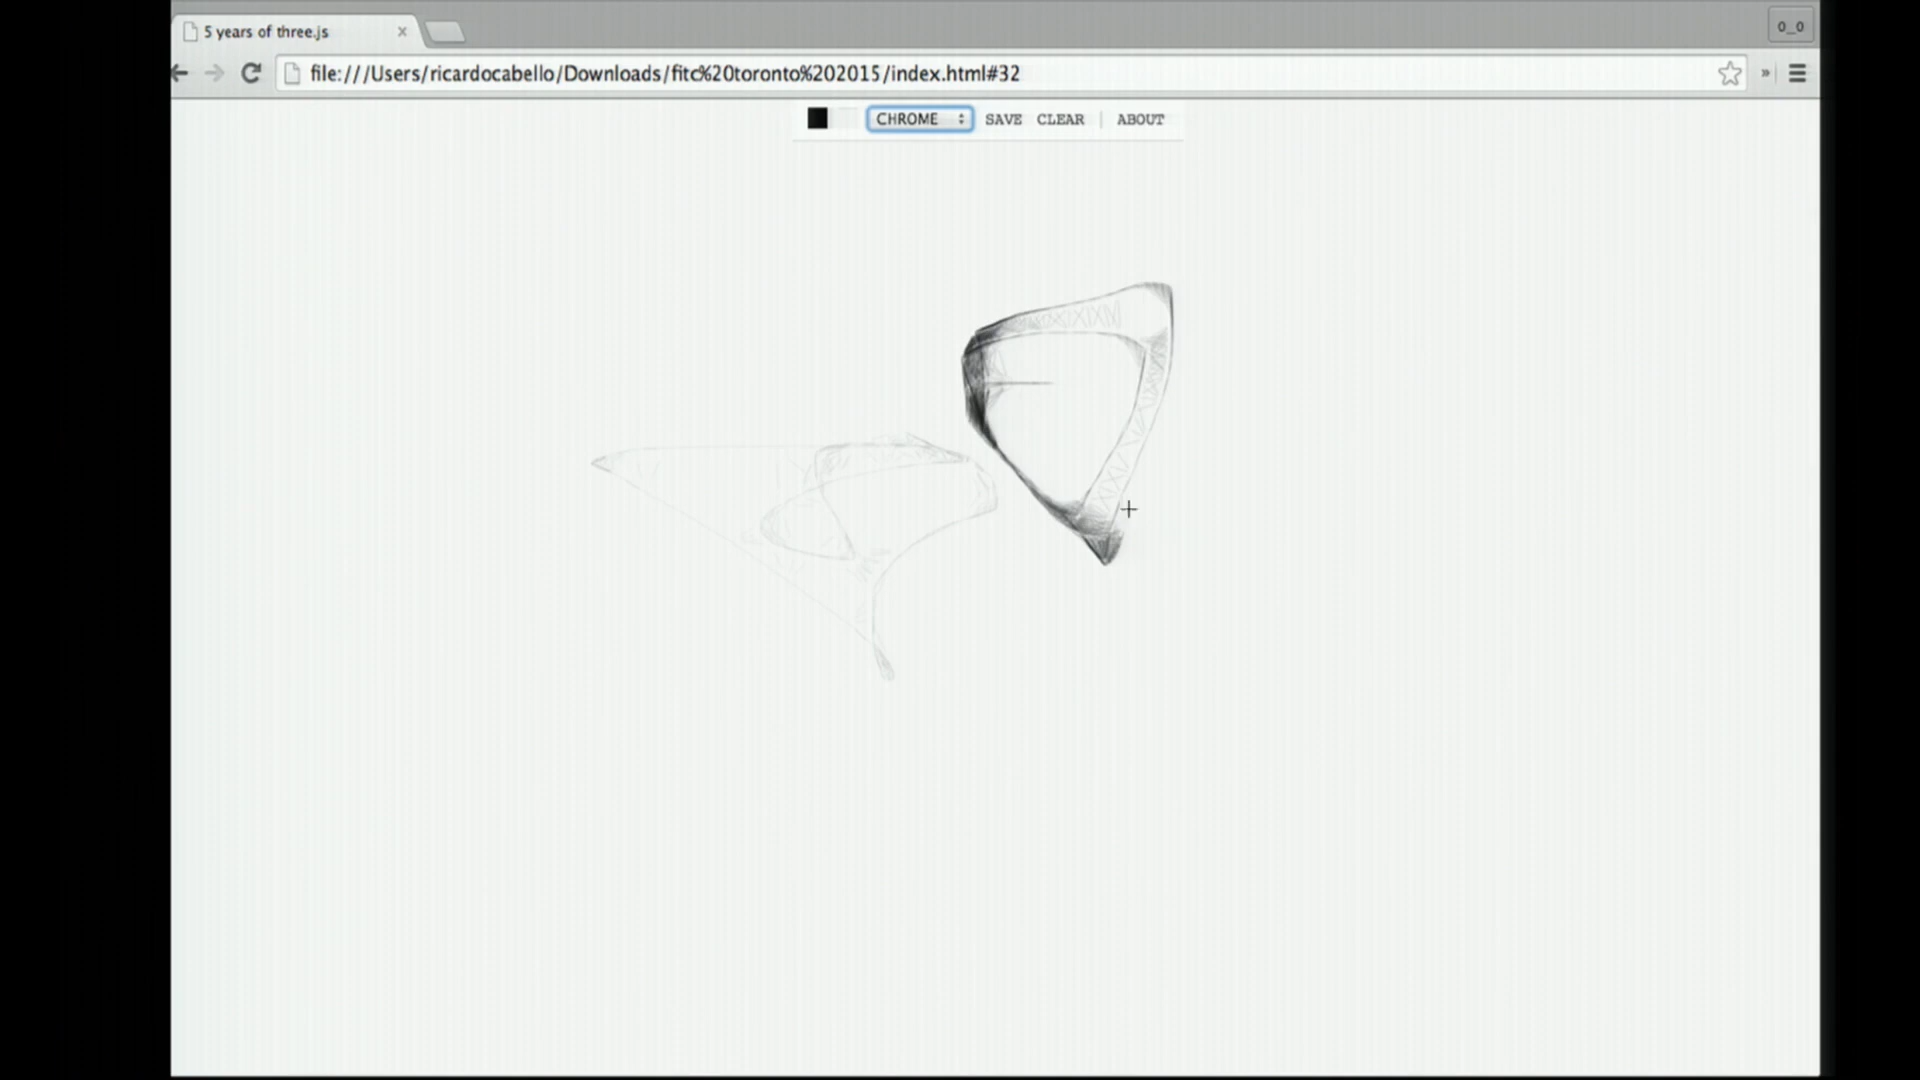 5 years of three.js
0_0
file:///Users/ricardocabello/Downloads/fitc%20toronto%202015/index.html#32
CHROME SAVE CLEAR | ABOUT